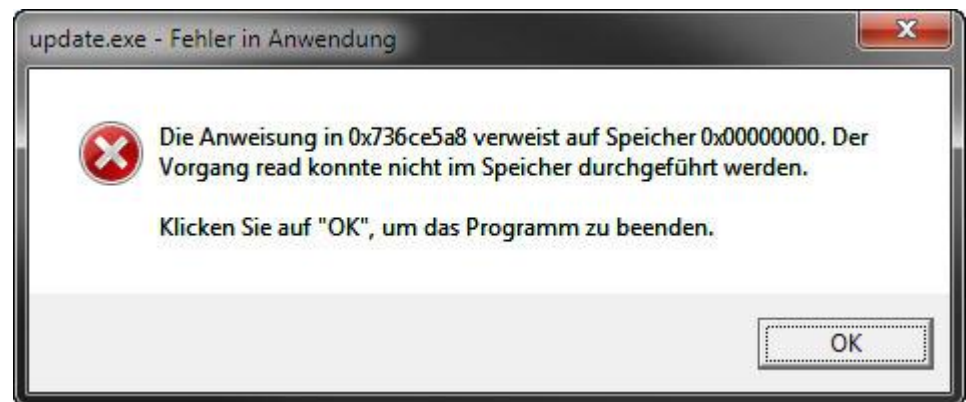 update.exe - Fehler in Anwendung
Die Anweisung in 0x736ce5a8 verweist auf Speicher 0x00000000. Der
Vorgang read konnte nicht im Speicher durchgeführt werden.
Klicken Sie auf "OK", um das Programm zu beenden.
OK